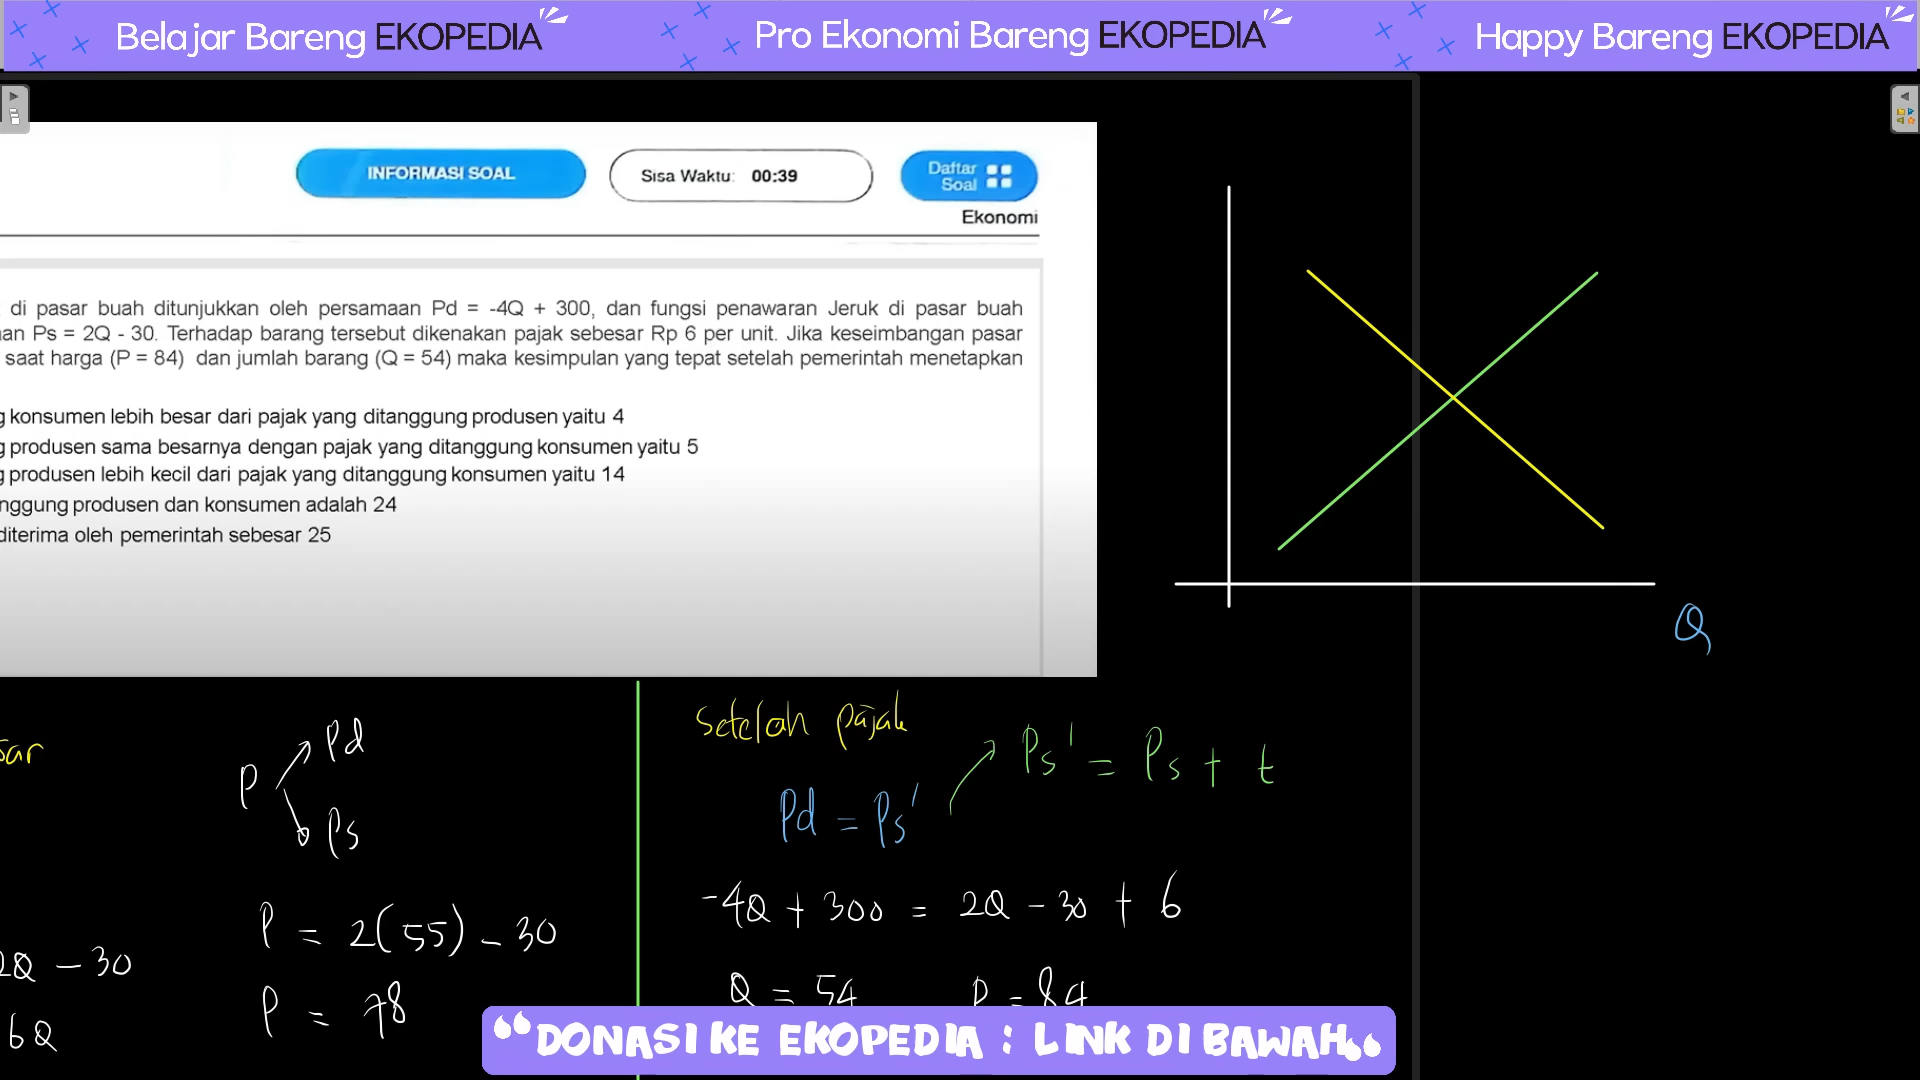 Belajar Bareng EKOPEDIA
Pro Ekonomi Bareng EKOPEDIA
Happy Bareng EKOPEDIA
INFORMASI SOAL
Sisa Waktu: 00:39
Daftar Soal
Ekonomi
di pasar buah ditunjukkan oleh persamaan Pd = -4Q + 300, dan fungsi penawaran Jeruk di pasar buah
an Ps = 2Q - 30. Terhadap barang tersebut dikenakan pajak sebesar Rp 6 per unit. Jika keseimbangan pasar
saat harga (P = 84) dan jumlah barang (Q = 54) maka kesimpulan yang tepat setelah pemerintah menetapkan
g konsumen lebih besar dari pajak yang ditanggung produsen yaitu 4
g produsen sama besarnya dengan pajak yang ditanggung konsumen yaitu 5
g produsen lebih kecil dari pajak yang ditanggung konsumen yaitu 14
nggung produsen dan konsumen adalah 24
diterima oleh pemerintah sebesar 25
Q
sar
P
Pd
Ps
P = 2(55) - 30
P = 78
2Q - 30
6Q
setelah pajak
Ps' = Ps + t
Pd = Ps'
-4Q + 300 = 2Q - 30 + 6
Q = 54 P = 84
“DONASI KE EKOPEDIA : LINK DI BAWAH”